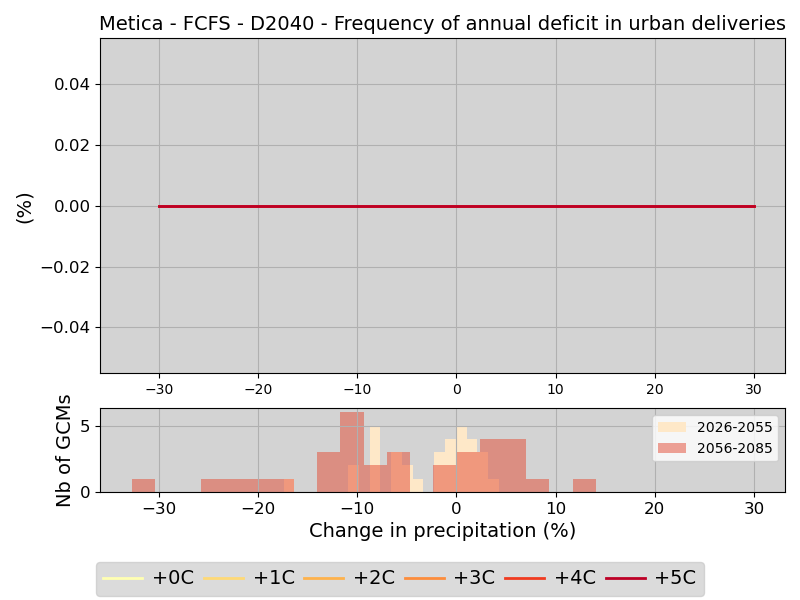 Metica - FCFS - D2040 - Frequency of annual deficit in urban deliveries
(%)
0.04
0.02
0.00
−0.02
−0.04
−30 −20 −10 0 10 20 30
Nb of GCMs
5
0
2026-2055
2056-2085
−30 −20 −10 0 10 20 30
Change in precipitation (%)
+0C +1C +2C +3C +4C +5C